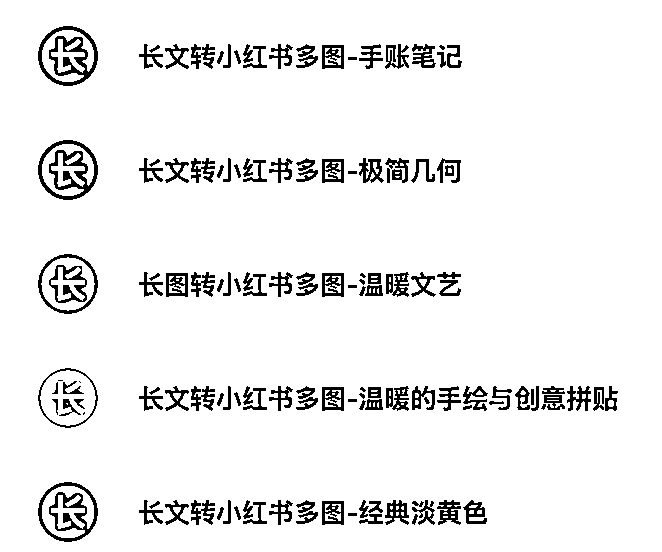 长 长文转小红书多图-手账笔记
长 长文转小红书多图-极简几何
长 长图转小红书多图-温暖文艺
长 长文转小红书多图-温暖的手绘与创意拼贴
长 长文转小红书多图-经典淡黄色